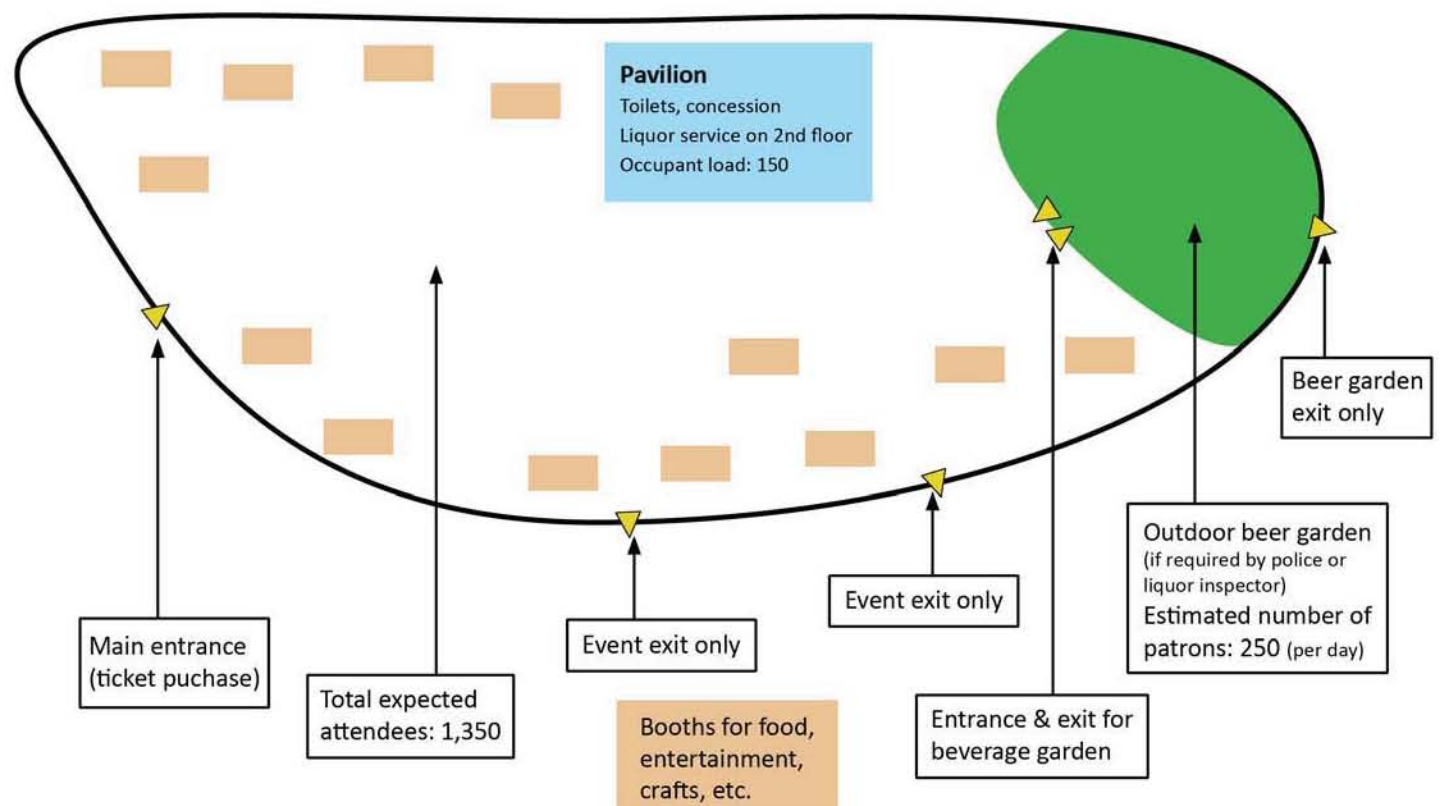 Pavilion
Toilets, concession
Liquor service on 2nd floor
Occupant load: 150
Beer garden
exit only
Outdoor beer garden
(if required by police or
liquor inspector)
Estimated number of
patrons: 250 (per day)
Event exit only
Event exit only
Main entrance
(ticket puchase)
Total expected
attendees: 1,350
Entrance & exit for
beverage garden
Booths for food,
entertainment,
crafts, etc.